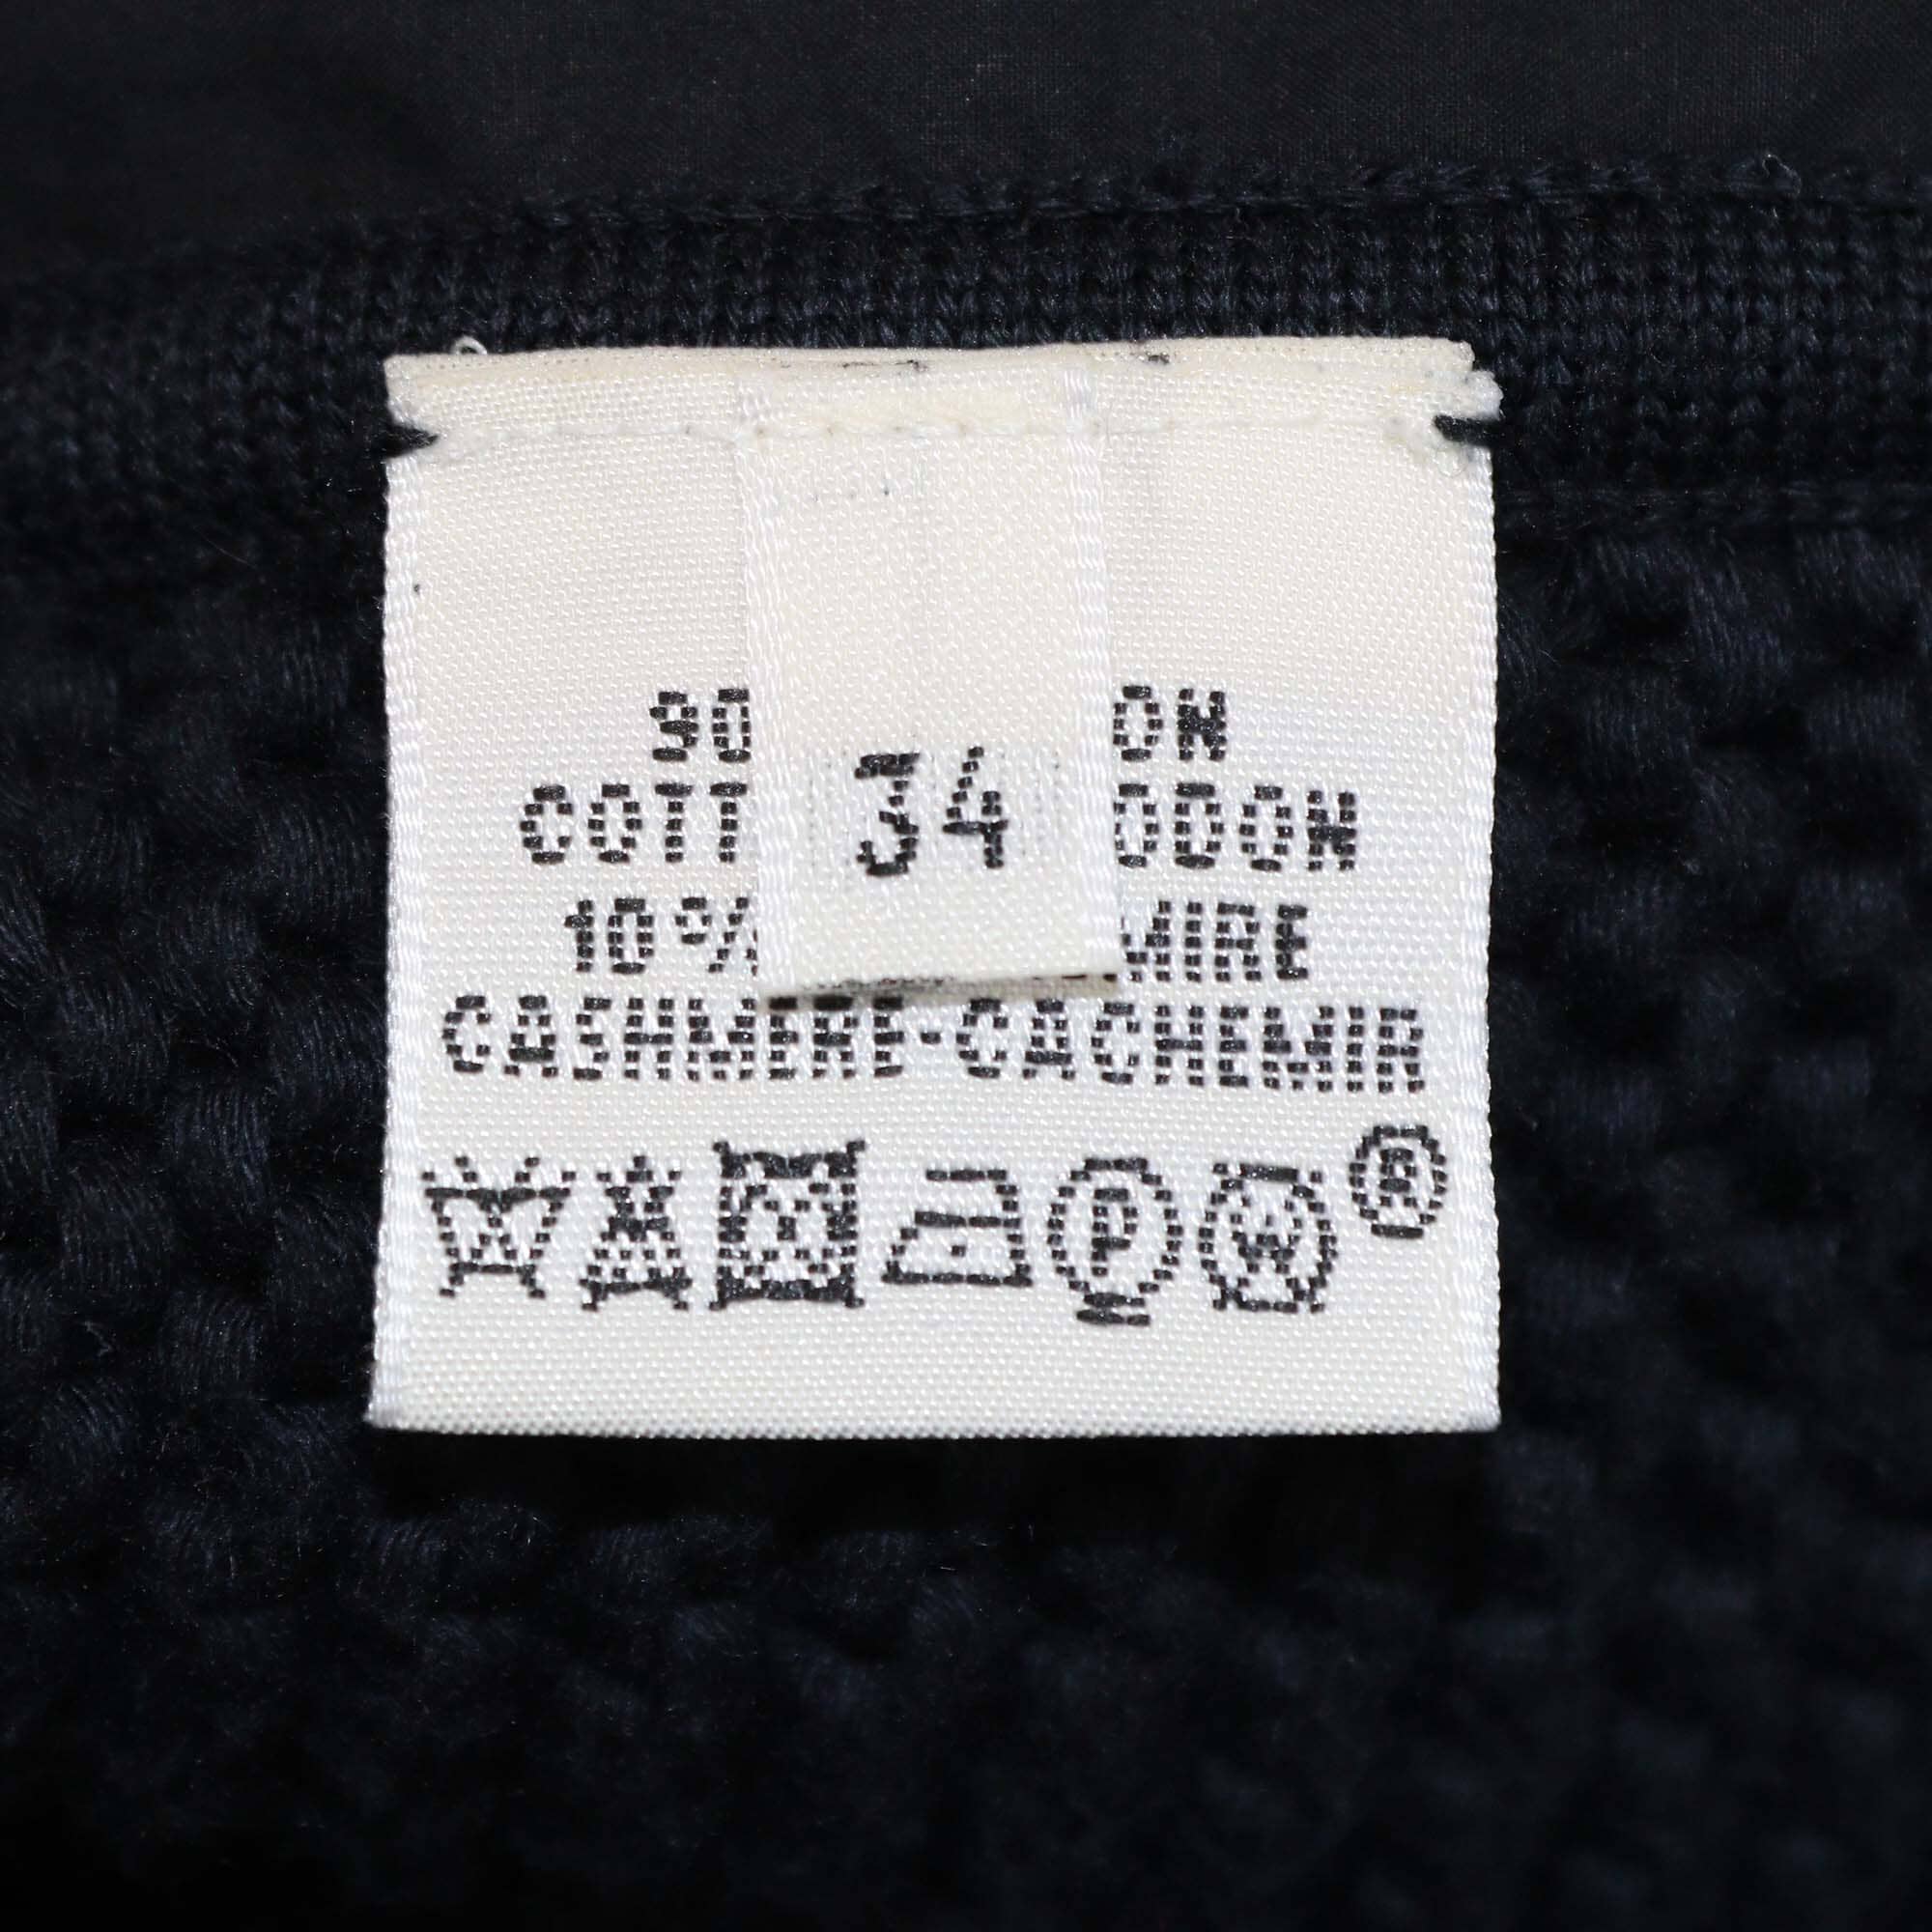 90 ON
34
COTT ODON
10% MIRE
CASHMERE-CACHEMIR
P W ®